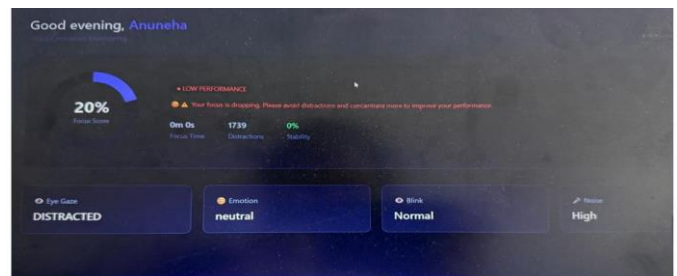 Good evening, Anuneha
20%
Focus Score
• LOW PERFORMANCE
😡 ⚠ Your focus is dropping. Please avoid distractions and concentrate more to improve your performance.
0m 0s 1739 0%
Focus Time Distractions Stability
Eye Gaze
DISTRACTED
Emotion
neutral
Blink
Normal
Noise
High